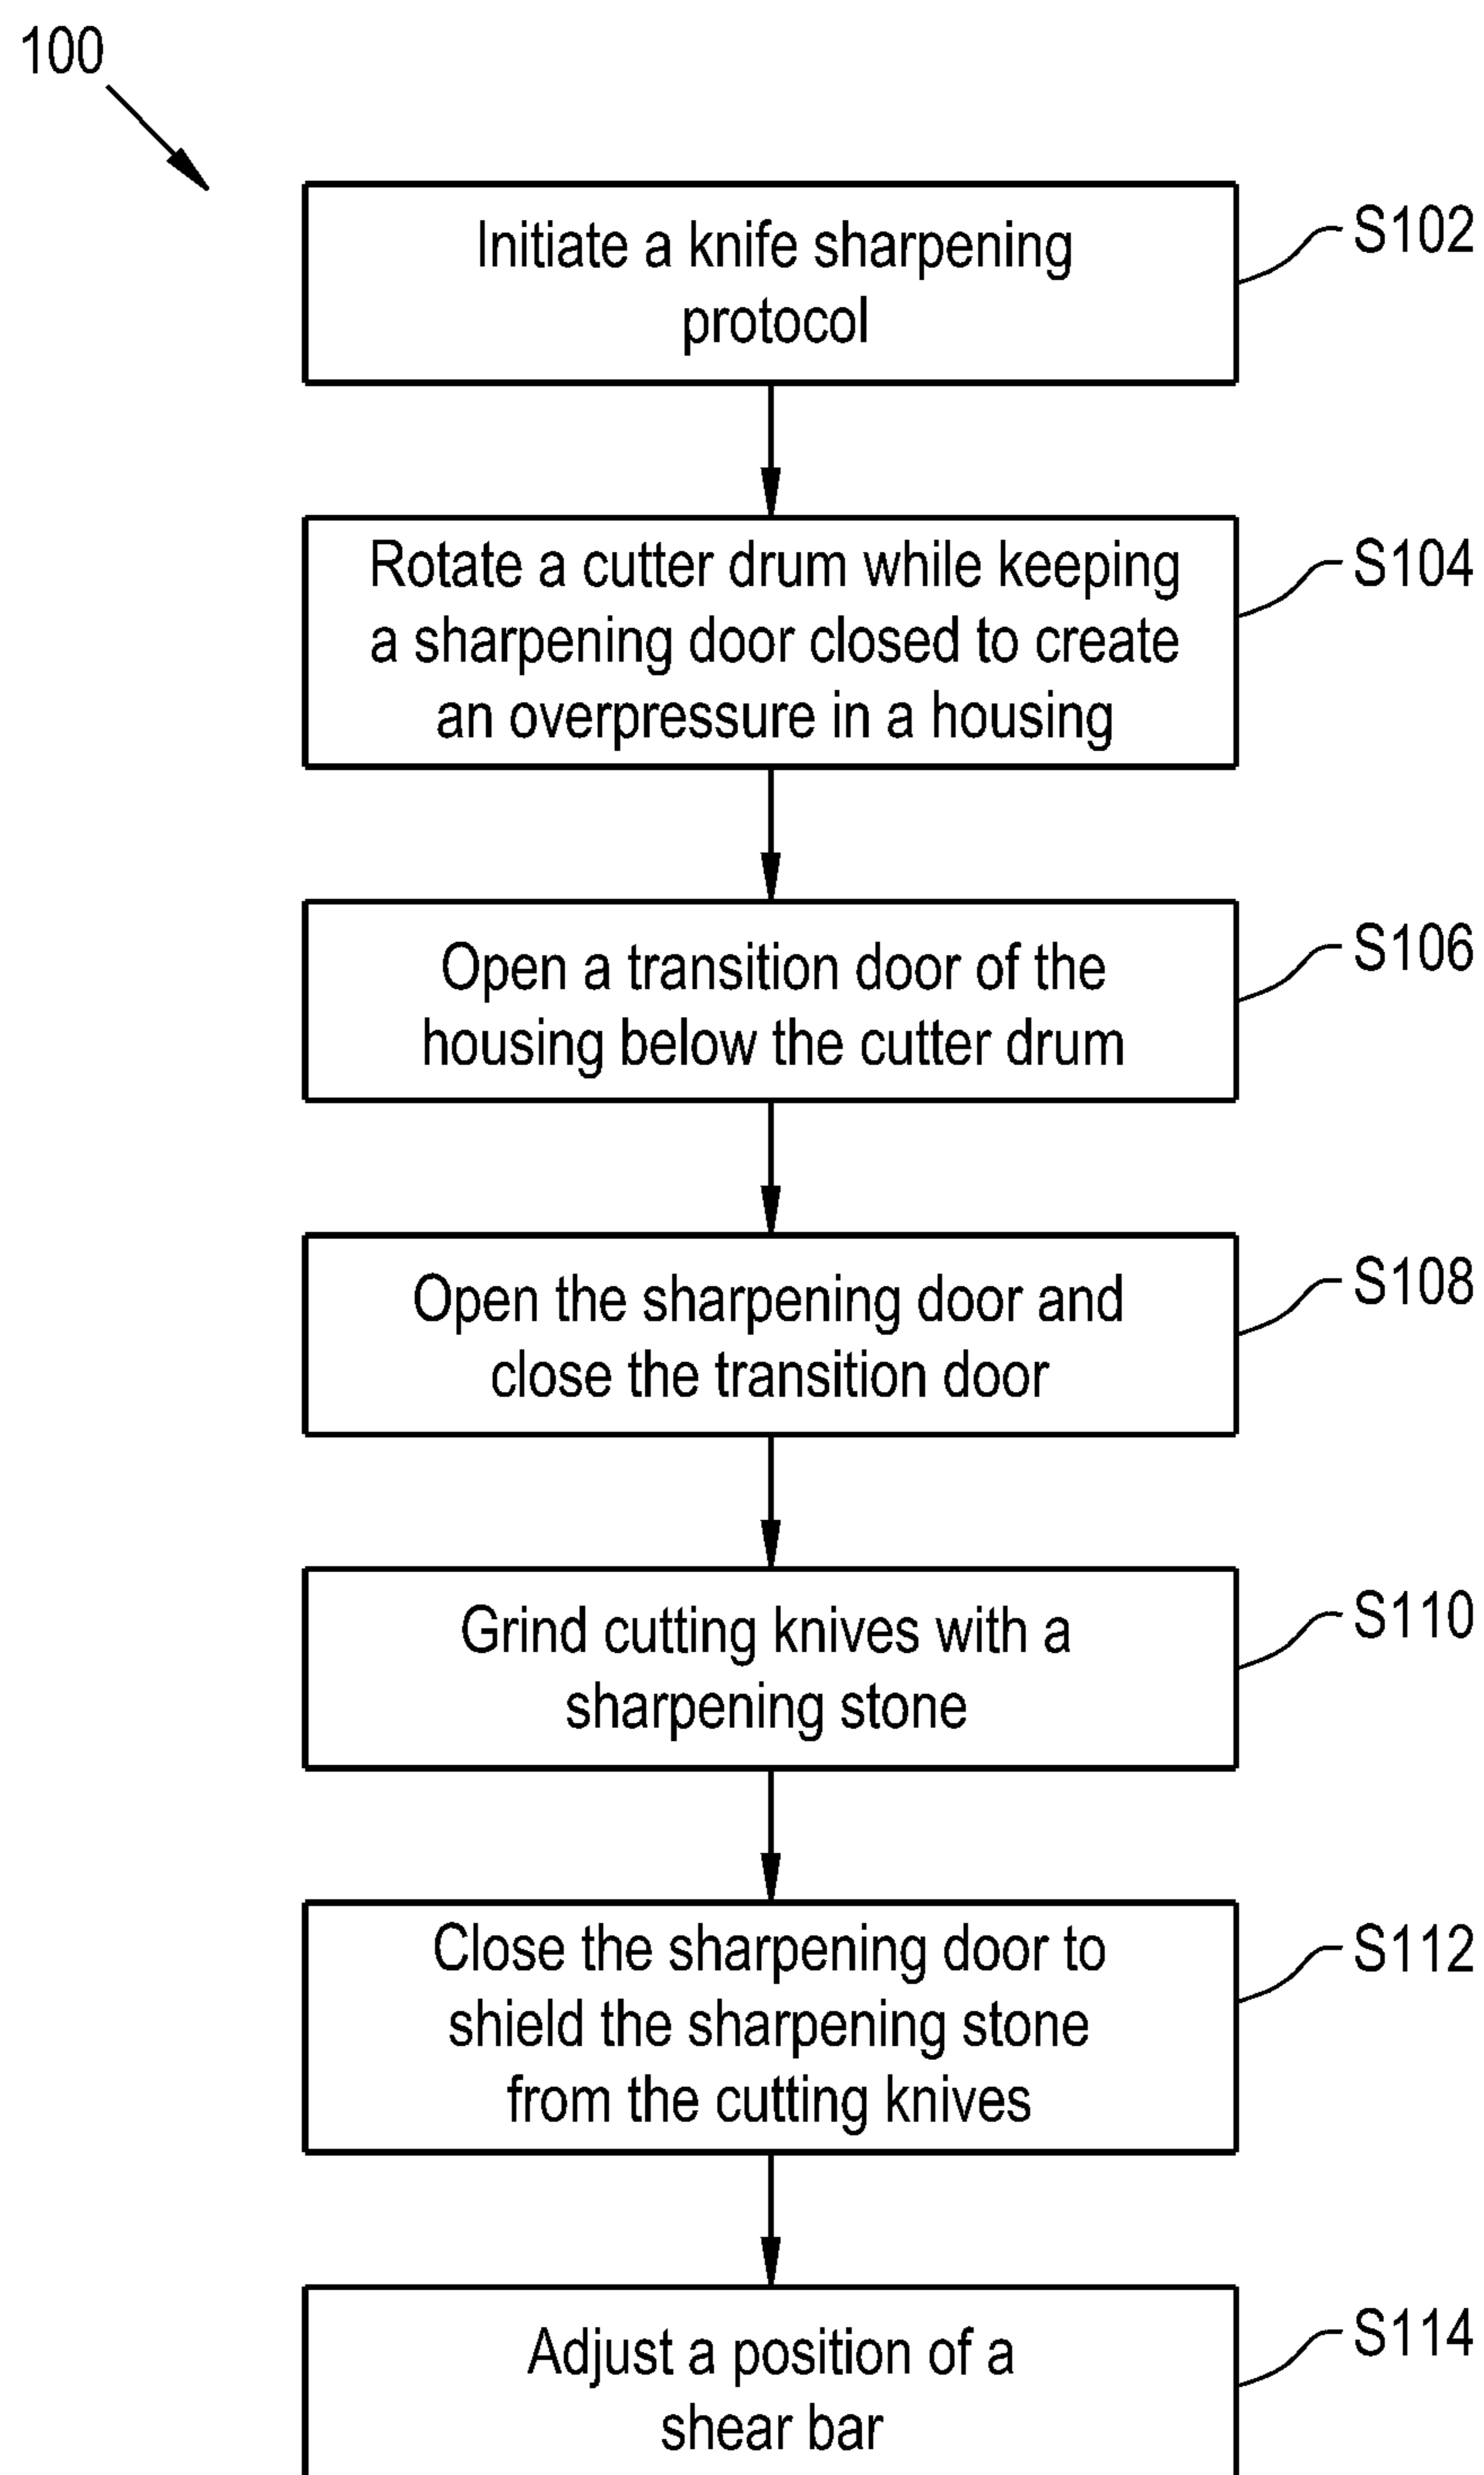 100
Initiate a knife sharpening
protocol
S102
Rotate a cutter drum while keeping
a sharpening door closed to create
an overpressure in a housing
S104
Open a transition door of the
housing below the cutter drum
S106
Open the sharpening door and
close the transition door
S108
Grind cutting knives with a
sharpening stone
S110
Close the sharpening door to
shield the sharpening stone
from the cutting knives
S112
Adjust a position of a
shear bar
S114